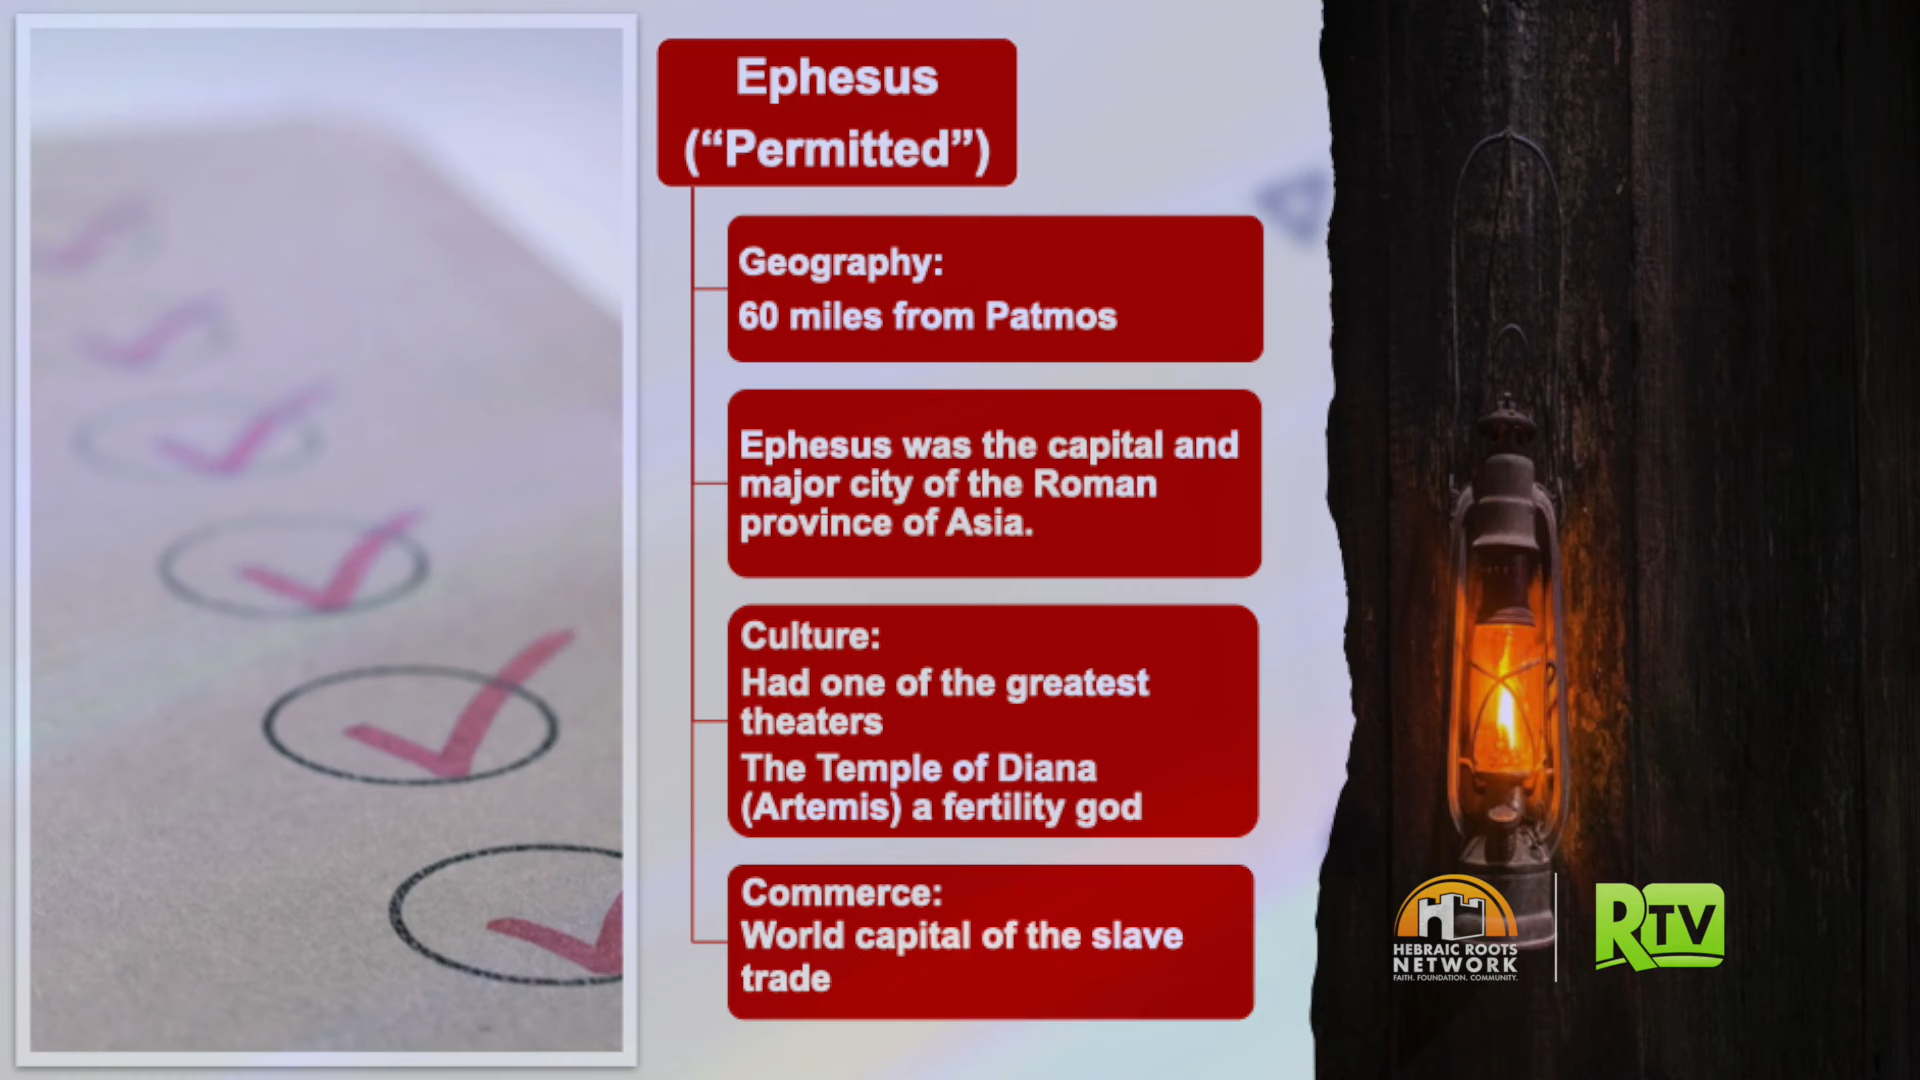 Ephesus
(“Permitted”)
Geography:
60 miles from Patmos
Ephesus was the capital and
major city of the Roman
province of Asia.
Culture:
Had one of the greatest
theaters
The Temple of Diana
(Artemis) a fertility god
Commerce:
World capital of the slave
trade
HEBRAIC ROOTS
NETWORK
FAITH. FOUNDATION. COMMUNITY.
RTV